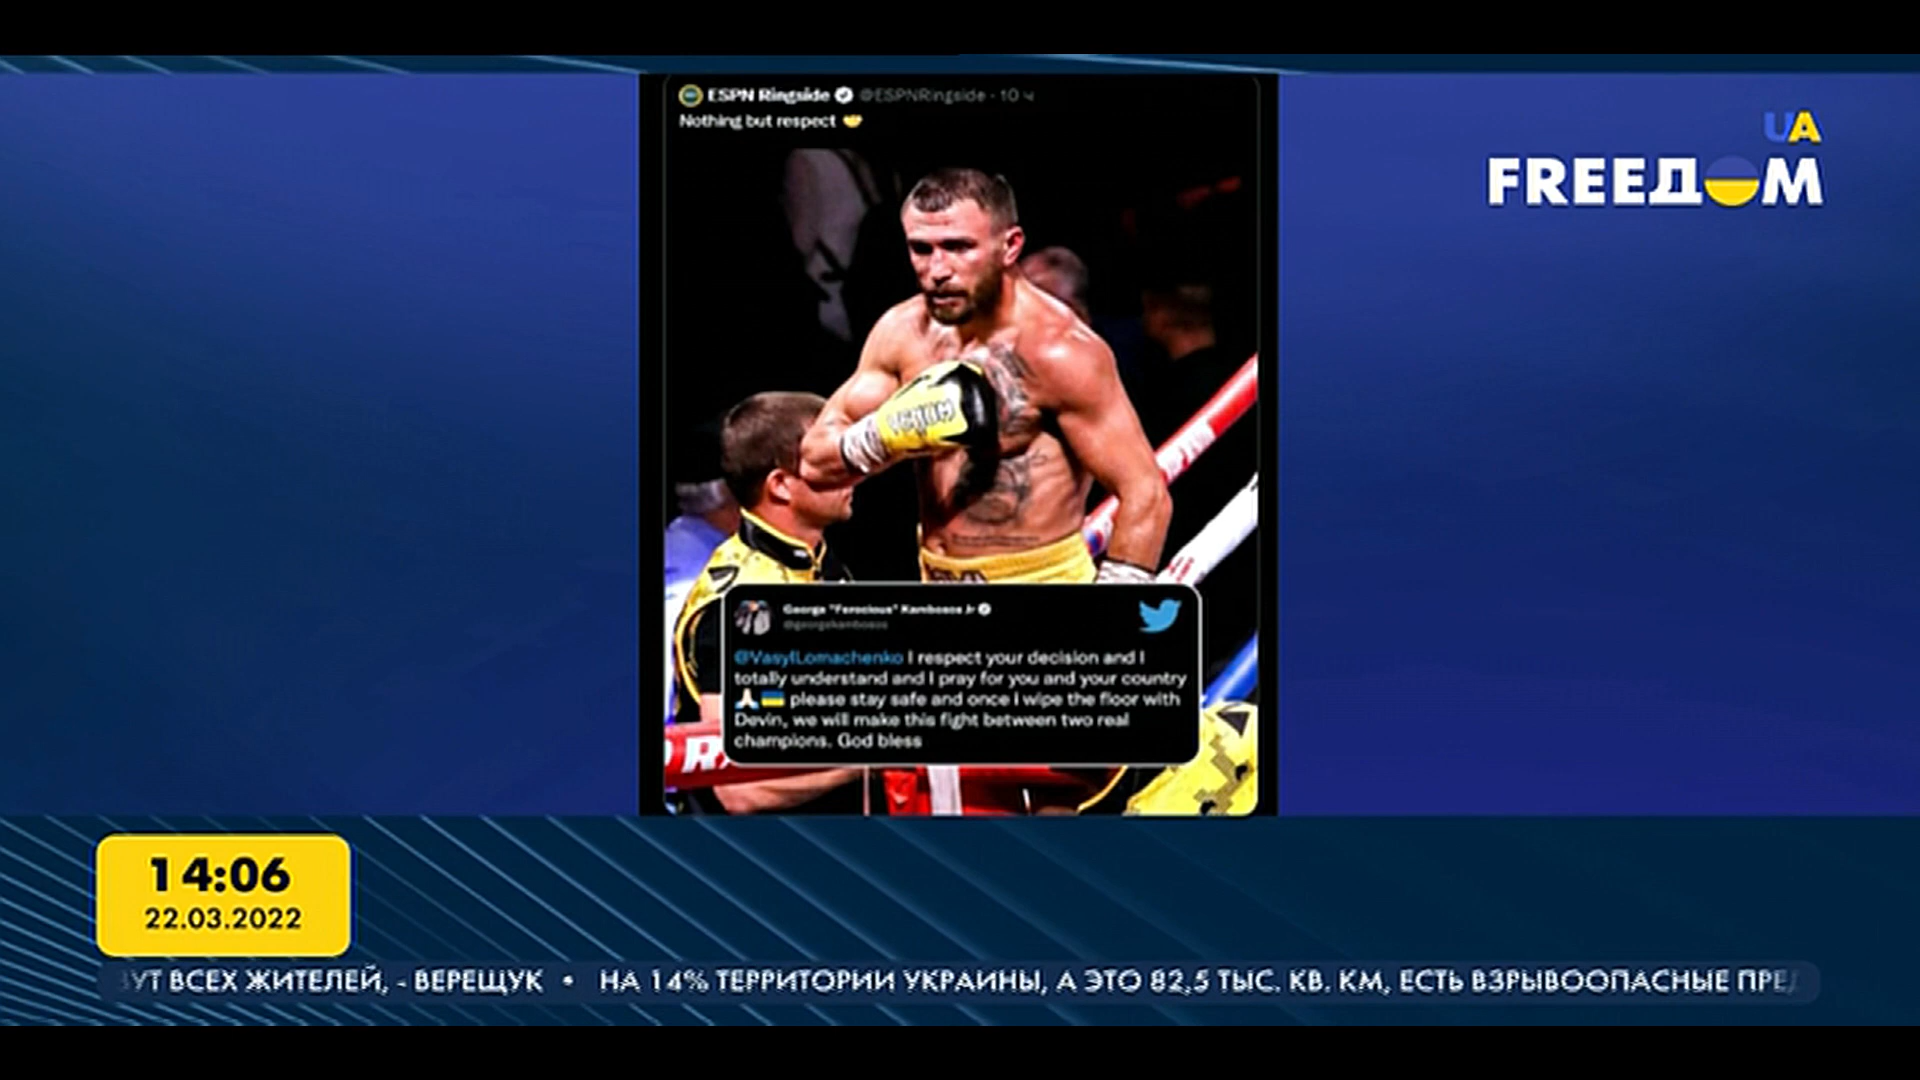 ESPN Ringside @ESPNRingside · 10 ч
Nothing but respect
UA
FREEДOM
VENUM
George "Ferocious" Kambosos Jr
@georgekambosos
@VasylLomachenko I respect your decision and I
totally understand and I pray for you and your country
please stay safe and once I wipe the floor with
Devin, we will make this fight between two real
champions. God bless
14:06
22.03.2022
УТ ВСЕХ ЖИТЕЛЕЙ, - ВЕРЕЩУК • НА 14% ТЕРРИТОРИИ УКРАИНЫ, А ЭТО 82,5 ТЫС. КВ. КМ, ЕСТЬ ВЗРЫВООПАСНЫЕ ПРЕД